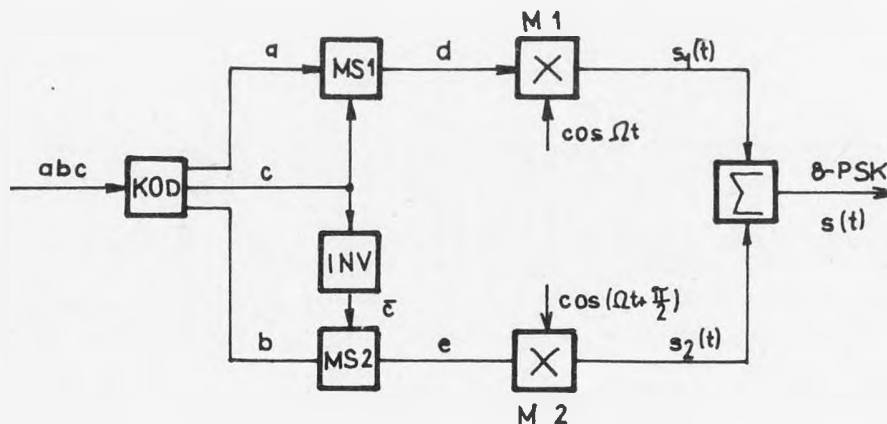 M 1
a
MS1
d
×
s₁(t)
cos Ωt
abc
KOD
c
Σ
8-PSK
s(t)
INV
c̄
cos(Ωt+π/2)
b
MS2
e
×
s₂(t)
M 2